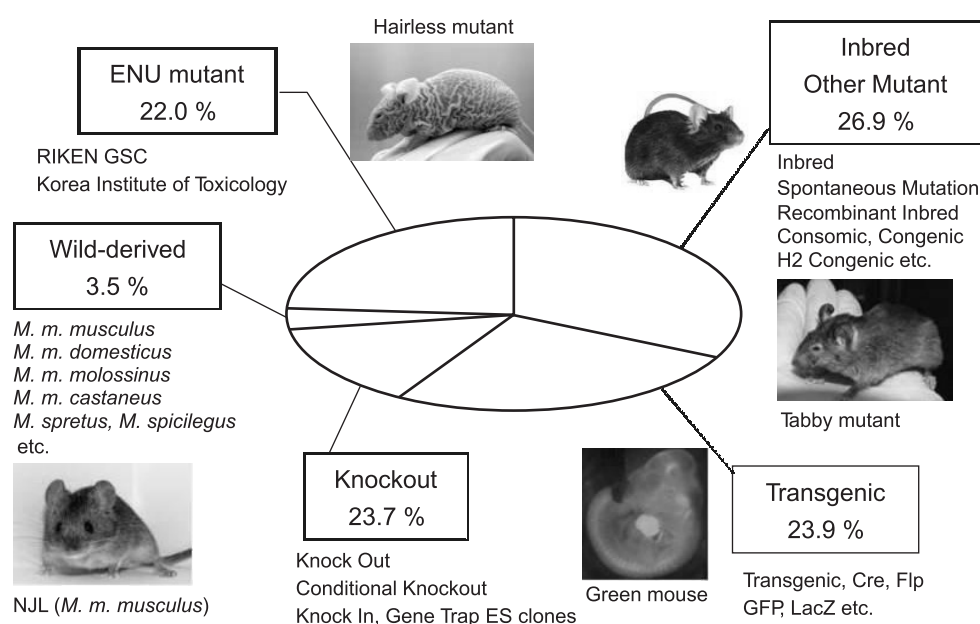 Hairless mutant
ENU mutant
22.0 %
RIKEN GSC
Korea Institute of Toxicology
Inbred
Other Mutant
26.9 %
Inbred
Spontaneous Mutation
Recombinant Inbred
Consomic, Congenic
H2 Congenic etc.
Tabby mutant
Wild-derived
3.5 %
M. m. musculus
M. m. domesticus
M. m. molossinus
M. m. castaneus
M. spretus, M. spicilegus
etc.
NJL (M. m. musculus)
Knockout
23.7 %
Knock Out
Conditional Knockout
Knock In, Gene Trap ES clones
Green mouse
Transgenic
23.9 %
Transgenic, Cre, Flp
GFP, LacZ etc.